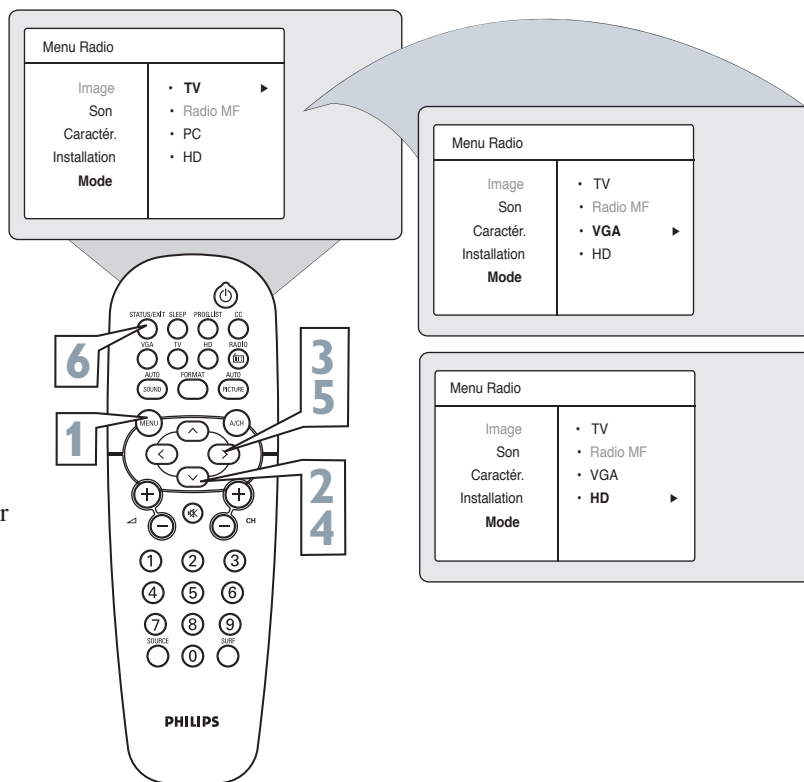 Menu Radio
Image
Son
Caractér.
Installation
Mode
• TV
• Radio MF
• PC
• HD
Menu Radio
Image
Son
Caractér.
Installation
Mode
• TV
• Radio MF
• VGA
• HD
Menu Radio
Image
Son
Caractér.
Installation
Mode
• TV
• Radio MF
• VGA
• HD
STATUS/EXIT SLEEP PROG.LIST CC
VGA TV HD RADIO
AUTO FORMAT AUTO
SOUND PICTURE
MENU A/CH
CH
1 2 3
4 5 6
7 8 9
SOURCE 0 SURF
PHILIPS
6
1
3
5
2
4
r